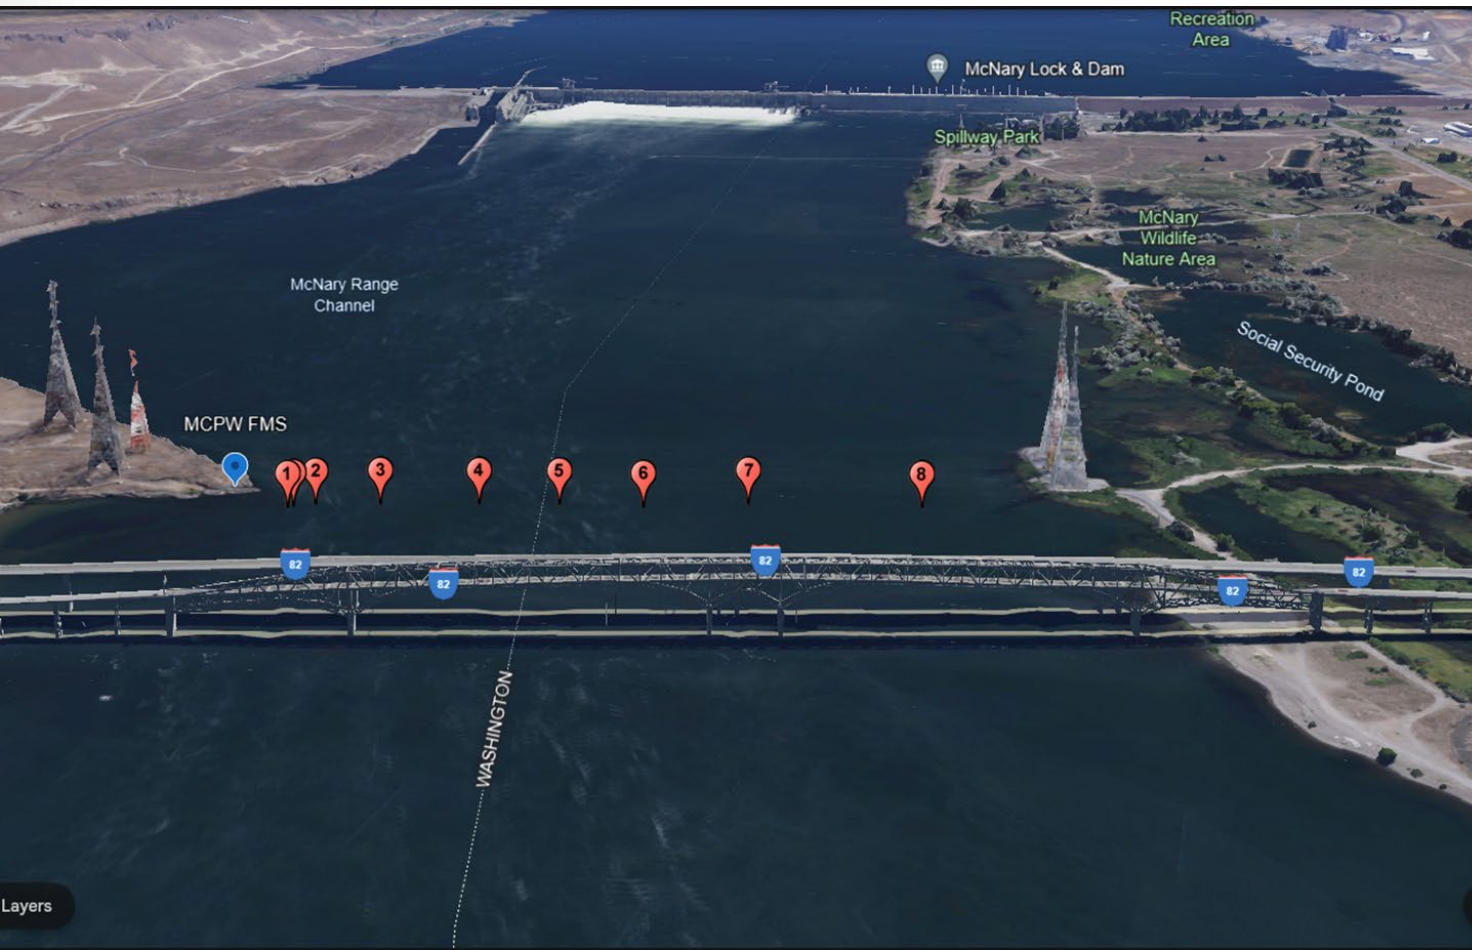 Recreation
Area
McNary Lock & Dam
Spillway Park
McNary
Wildlife
Nature Area
McNary Range
Channel
Social Security Pond
MCPW FMS
1
2
3
4
5
6
7
8
82
82
82
82
82
WASHINGTON
Layers